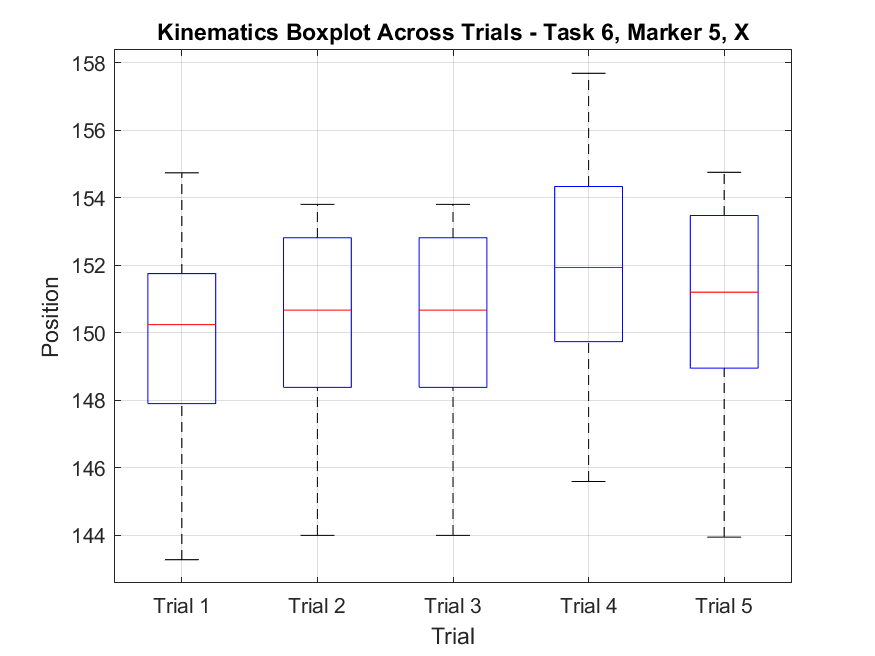 Kinematics Boxplot Across Trials - Task 6, Marker 5, X
158
156
154
152
150
148
146
144
Position
Trial 1 Trial 2 Trial 3 Trial 4 Trial 5
Trial